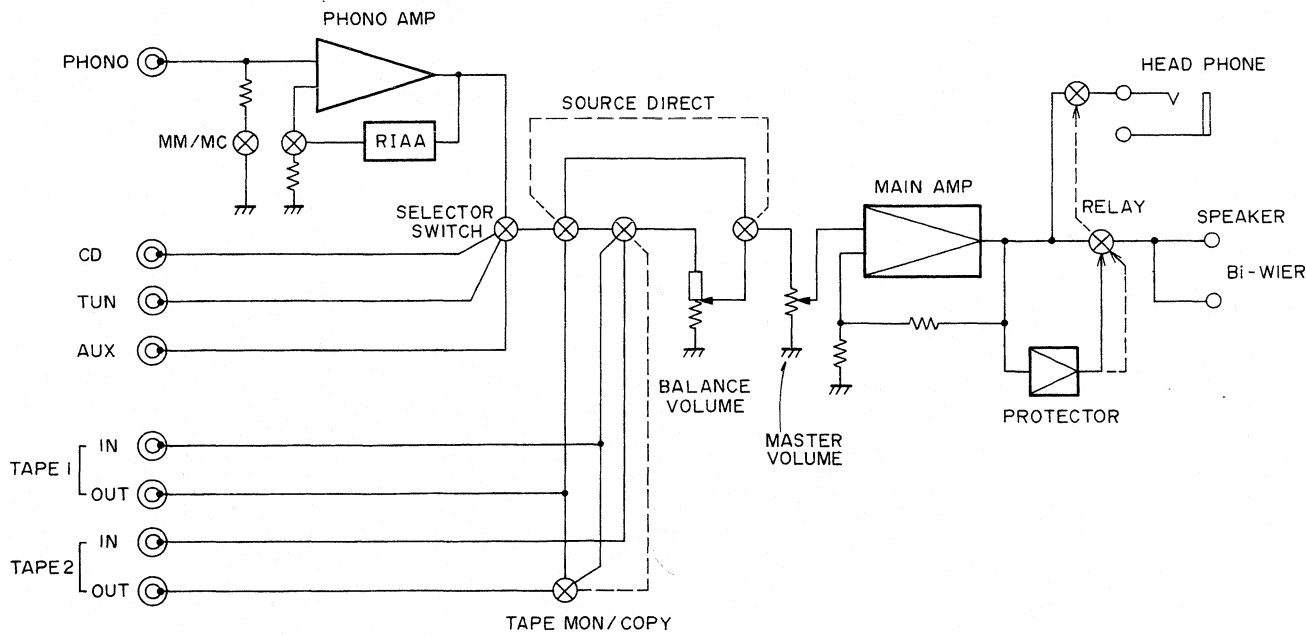 PHONO AMP
PHONO
HEAD PHONE
SOURCE DIRECT
MM/MC
RIAA
MAIN AMP
SELECTOR
SWITCH
RELAY
SPEAKER
CD
Bi-WIER
TUN
AUX
BALANCE
VOLUME
PROTECTOR
MASTER
VOLUME
TAPE 1
IN
OUT
TAPE 2
IN
OUT
TAPE MON/COPY